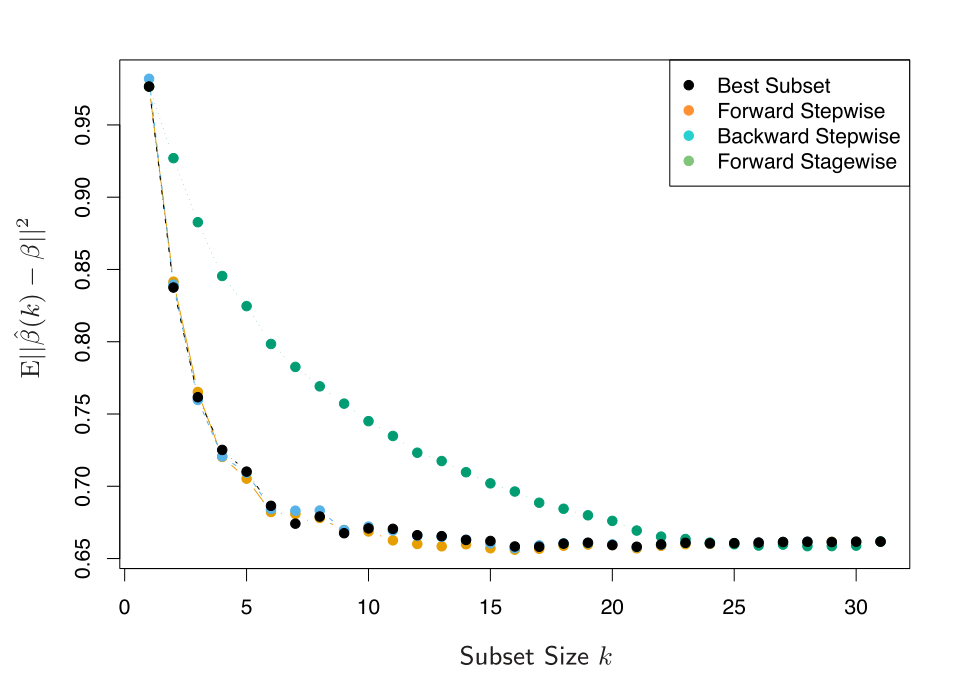 Best Subset
Forward Stepwise
Backward Stepwise
Forward Stagewise
E||β̂(k) − β||²
0.95
0.90
0.85
0.80
0.75
0.70
0.65
0 5 10 15 20 25 30
Subset Size k